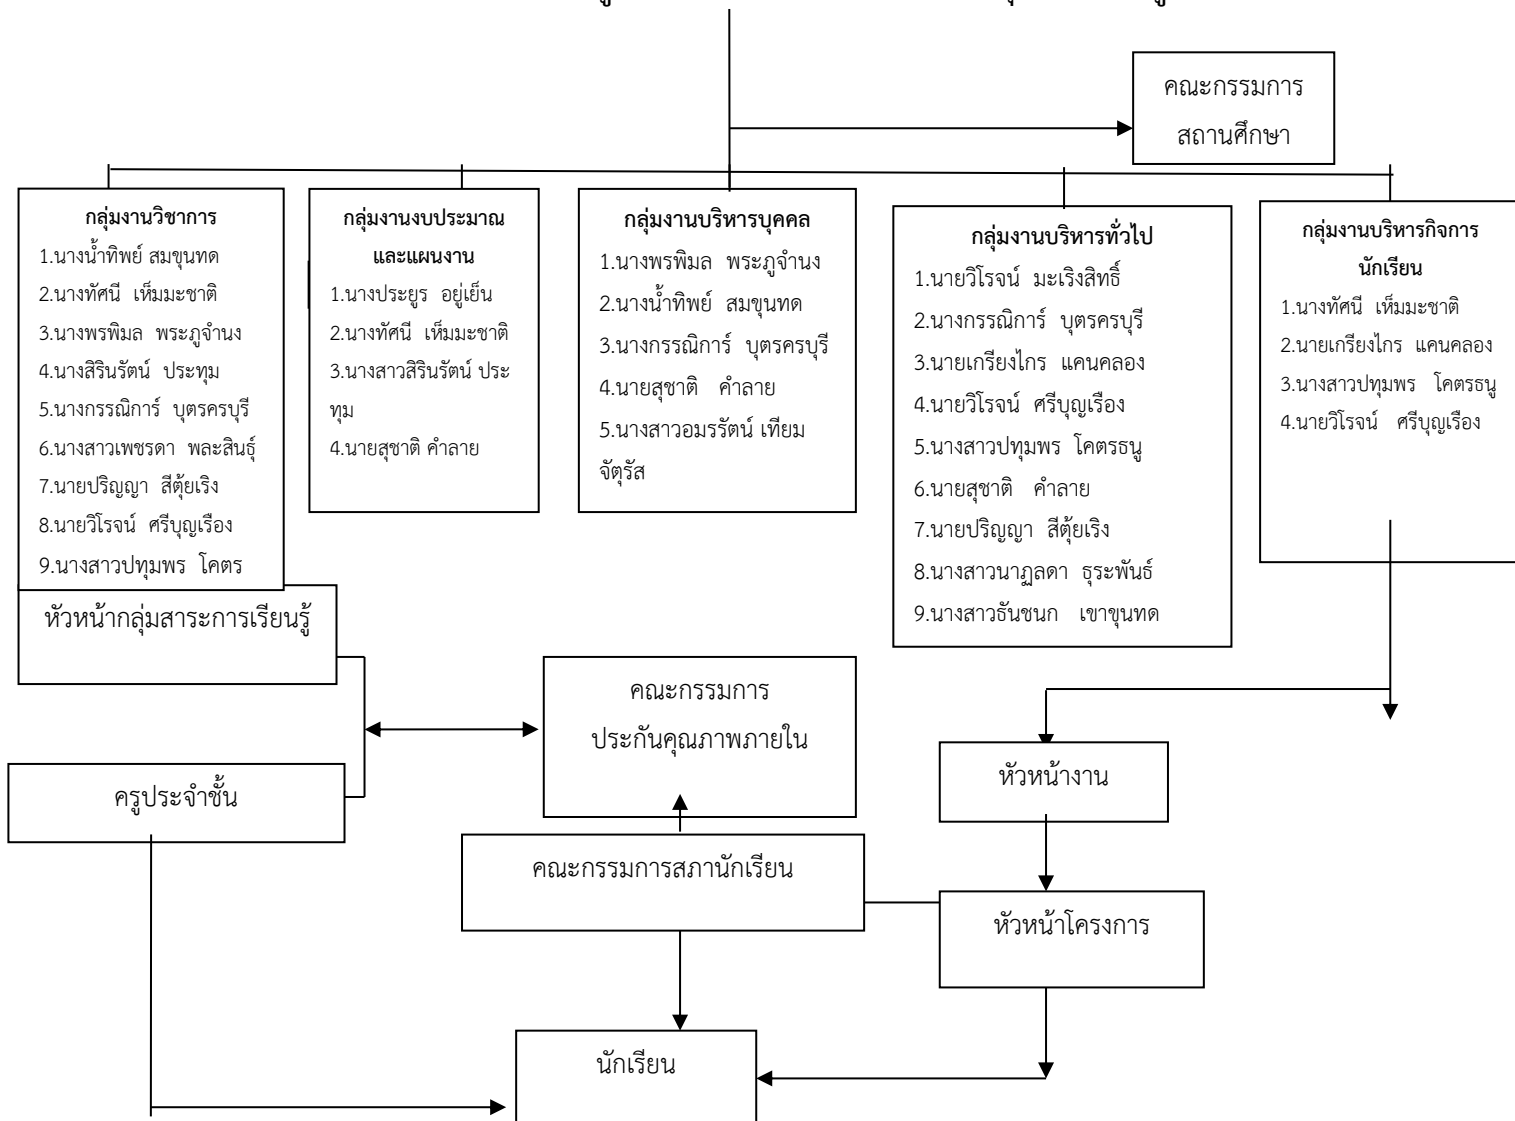 คณะกรรมการ
สถานศึกษา
กลุ่มงานวิชาการ
1.นางน้ำทิพย์ สมขุนทด
2.นางทัศนี เห็มมะชาติ
3.นางพรพิมล พระภูจำนง
4.นางสิรินรัตน์ ประทุม
5.นางกรรณิการ์ บุตรครบุรี
6.นางสาวเพชรดา พละสินธุ์
7.นายปริญญา สีตุ้ยเริง
8.นายวิโรจน์ ศรีบุญเรือง
9.นางสาวปทุมพร โคตร
กลุ่มงานงบประมาณ
และแผนงาน
1.นางประยูร อยู่เย็น
2.นางทัศนี เห็มมะชาติ
3.นางสาวสิรินรัตน์ ประ
ทุม
4.นายสุชาติ คำลาย
กลุ่มงานบริหารบุคคล
1.นางพรพิมล พระภูจำนง
2.นางน้ำทิพย์ สมขุนทด
3.นางกรรณิการ์ บุตรครบุรี
4.นายสุชาติ คำลาย
5.นางสาวอมรรัตน์ เทียม
จัตุรัส
กลุ่มงานบริหารทั่วไป
1.นายวิโรจน์ มะเริงสิทธิ์
2.นางกรรณิการ์ บุตรครบุรี
3.นายเกรียงไกร แคนคลอง
4.นายวิโรจน์ ศรีบุญเรือง
5.นางสาวปทุมพร โคตรธนู
6.นายสุชาติ คำลาย
7.นายปริญญา สีตุ้ยเริง
8.นางสาวนาฏลดา ธุระพันธ์
9.นางสาวธันชนก เขาขุนทด
กลุ่มงานบริหารกิจการ
นักเรียน
1.นางทัศนี เห็มมะชาติ
2.นายเกรียงไกร แคนคลอง
3.นางสาวปทุมพร โคตรธนู
4.นายวิโรจน์ ศรีบุญเรือง
หัวหน้ากลุ่มสาระการเรียนรู้
คณะกรรมการ
ประกันคุณภาพภายใน
หัวหน้างาน
ครูประจำชั้น
คณะกรรมการสภานักเรียน
หัวหน้าโครงการ
นักเรียน